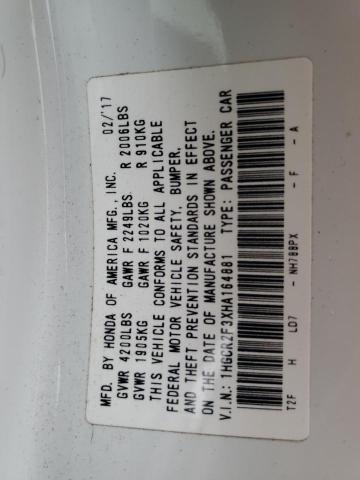 MFD. BY HONDA OF AMERICA MFG., INC. 02/'17
GVWR 4200LBS GAWR F 2249LBS R 2006LBS
GVWR 1905KG GAWR F 1020KG R 910KG
THIS VEHICLE CONFORMS TO ALL APPLICABLE
FEDERAL MOTOR VEHICLE SAFETY, BUMPER,
AND THEFT PREVENTION STANDARDS IN EFFECT
ON THE DATE OF MANUFACTURE SHOWN ABOVE.
V.I.N.: 1HGCR2F3XHA164881 TYPE: PASSENGER CAR
T2F H LD7 - NH788PX - F - A